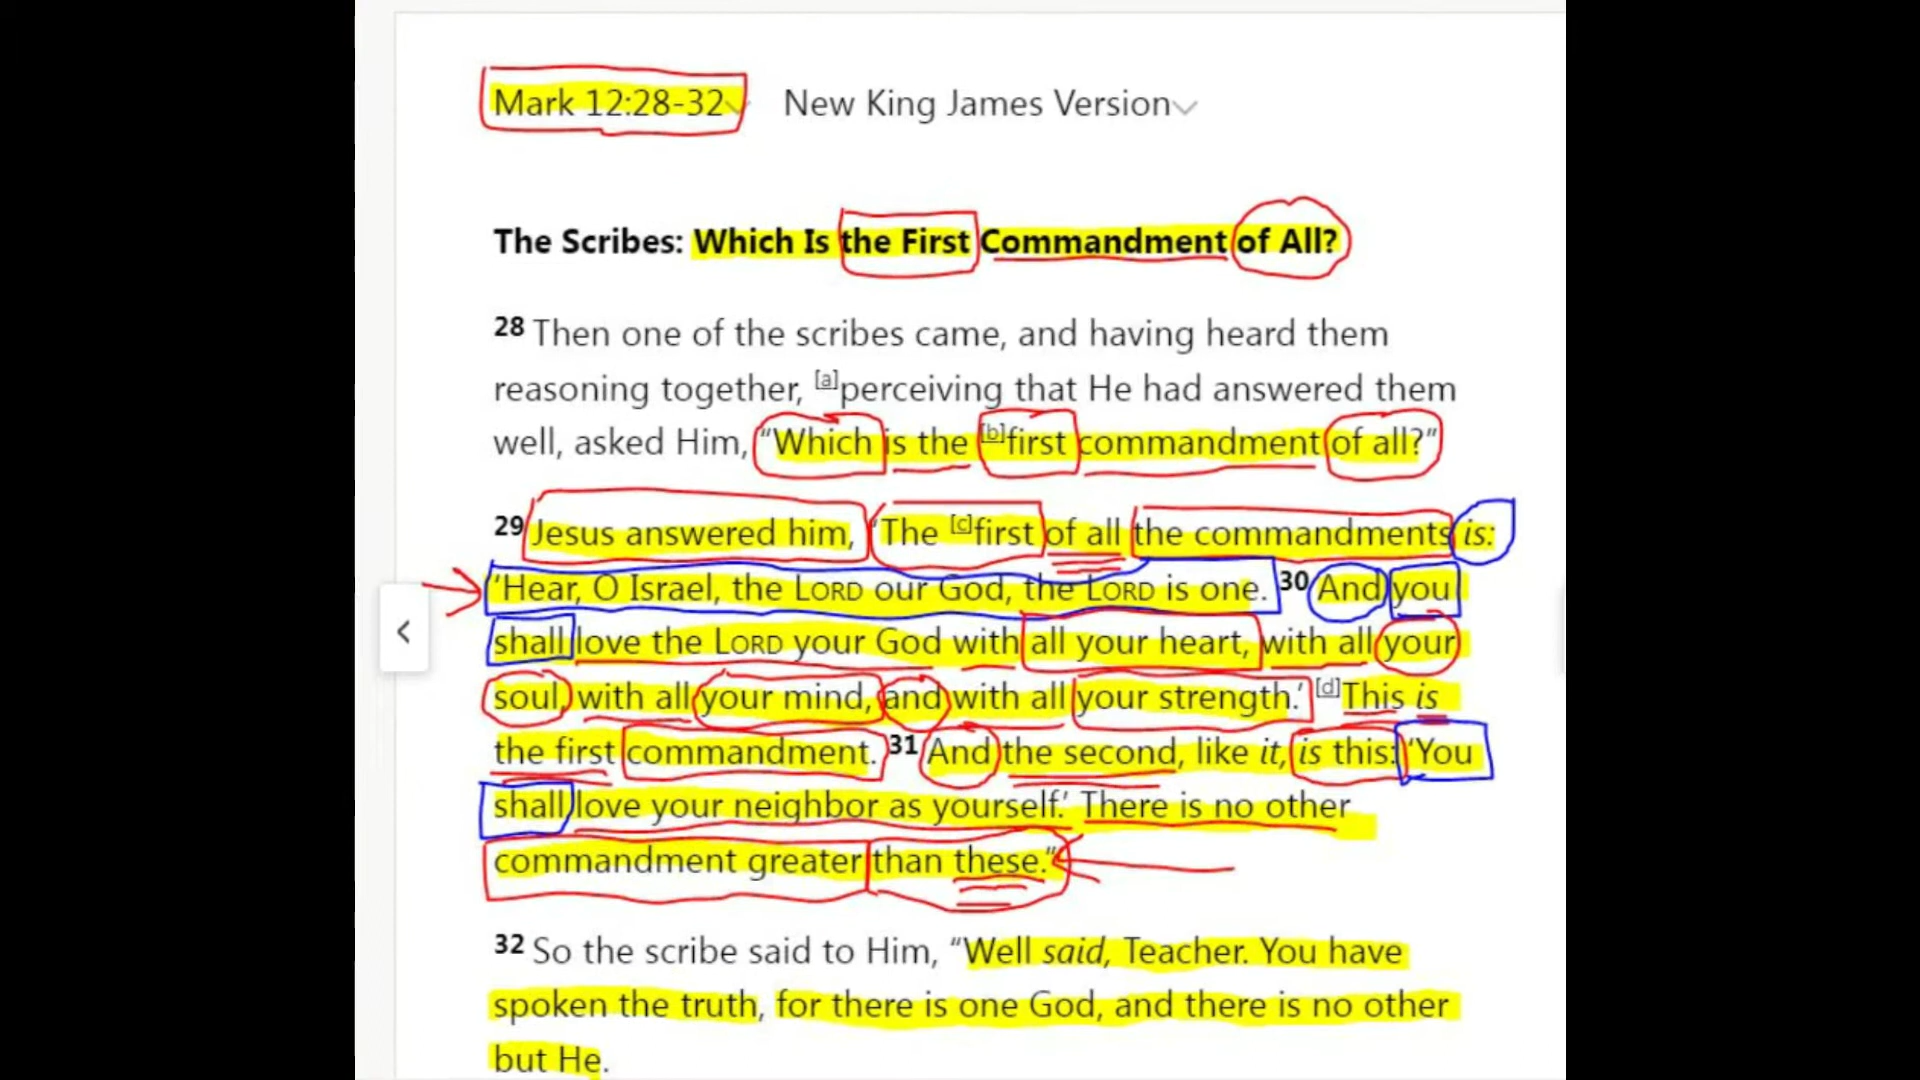 Mark 12:28-32 New King James Version
The Scribes: Which Is the First Commandment of All?
28 Then one of the scribes came, and having heard them
reasoning together, [a]perceiving that He had answered them
well, asked Him, “Which is the [b]first commandment of all?”
29 Jesus answered him, “The [c]first of all the commandments is:
‘Hear, O Israel, the LORD our God, the LORD is one. 30 And you
shall love the LORD your God with all your heart, with all your
soul, with all your mind, and with all your strength.’ [d]This is
the first commandment. 31 And the second, like it, is this: ‘You
shall love your neighbor as yourself.’ There is no other
commandment greater than these.”
32 So the scribe said to Him, “Well said, Teacher. You have
spoken the truth, for there is one God, and there is no other
but He.